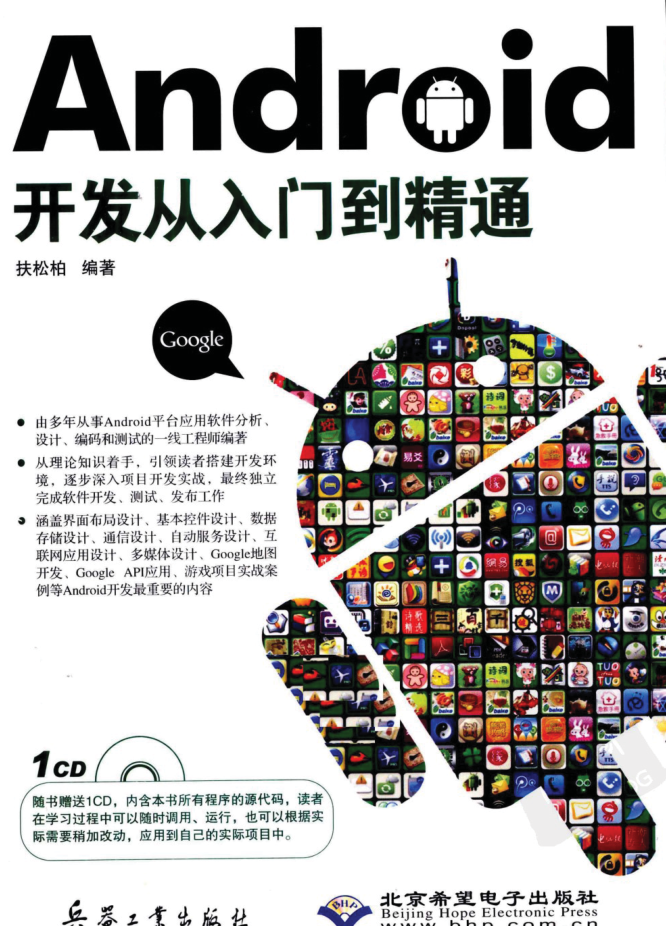 Android
开发从入门到精通
扶松柏 编著
Google
● 由多年从事Android平台应用软件分析、
设计、编码和测试的一线工程师编著
● 从理论知识着手，引领读者搭建开发环
境，逐步深入项目开发实战，最终独立
完成软件开发、测试、发布工作
● 涵盖界面布局设计、基本控件设计、数据
存储设计、通信设计、自动服务设计、互
联网应用设计、多媒体设计、Google地图
开发、Google API应用、游戏项目实战案
例等Android开发最重要的内容
1CD
随书赠送1CD，内含本书所有程序的源代码，读者
在学习过程中可以随时调用、运行，也可以根据实
际需要稍加改动，应用到自己的实际项目中。
兵器工业出版社
BHP
北京希望电子出版社
Beijing Hope Electronic Press
www.bhp.com.cn